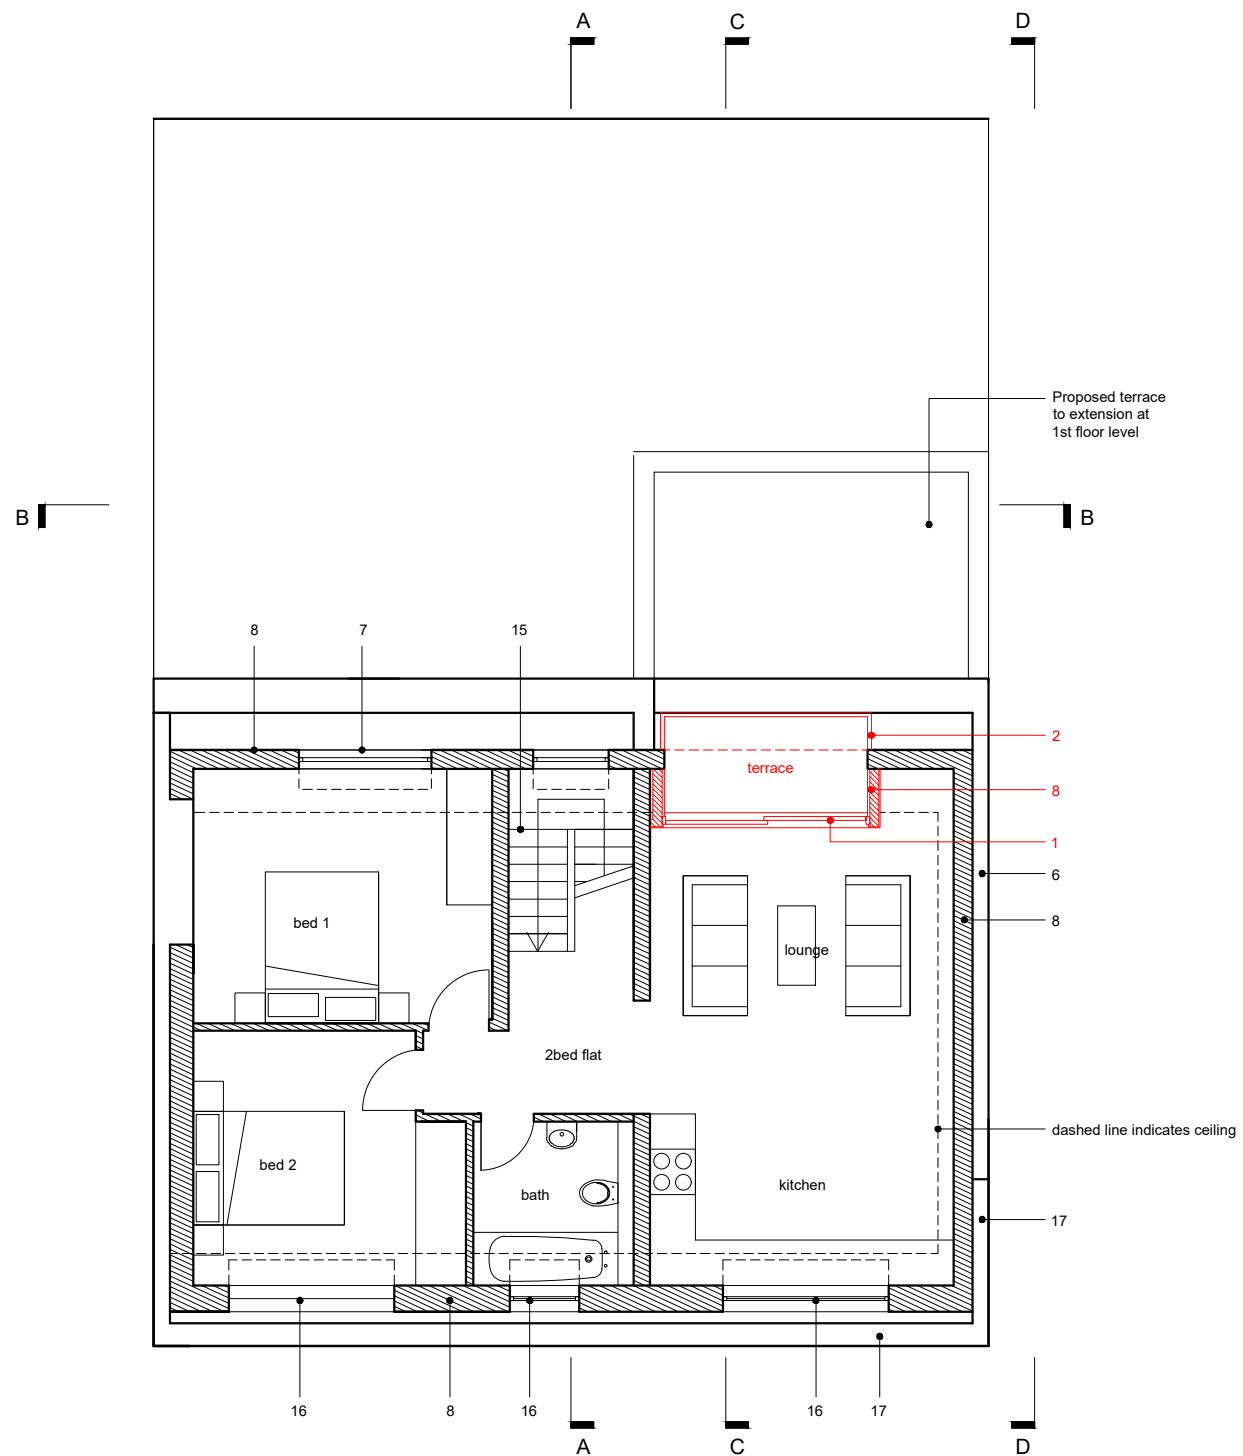 A
C
D
Proposed terrace
to extension at
1st floor level
B
B
8
7
15
2
terrace
8
1
6
8
bed 1
lounge
2bed flat
dashed line indicates ceiling
bed 2
bath
kitchen
17
16
8
16
16
17
A
C
D